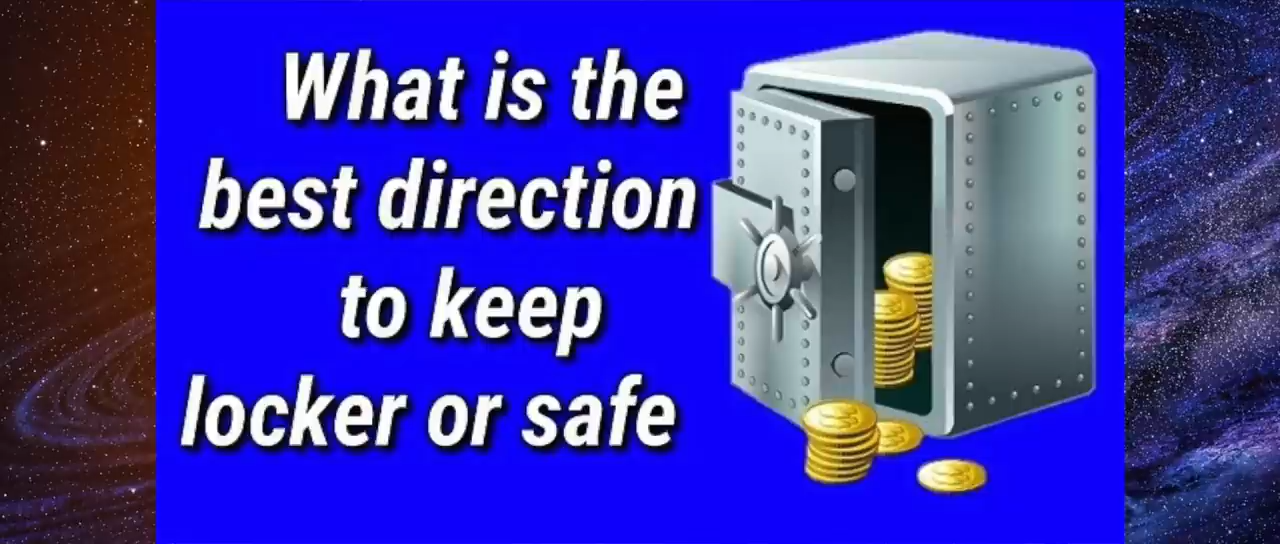 What is the
best direction
to keep
locker or safe